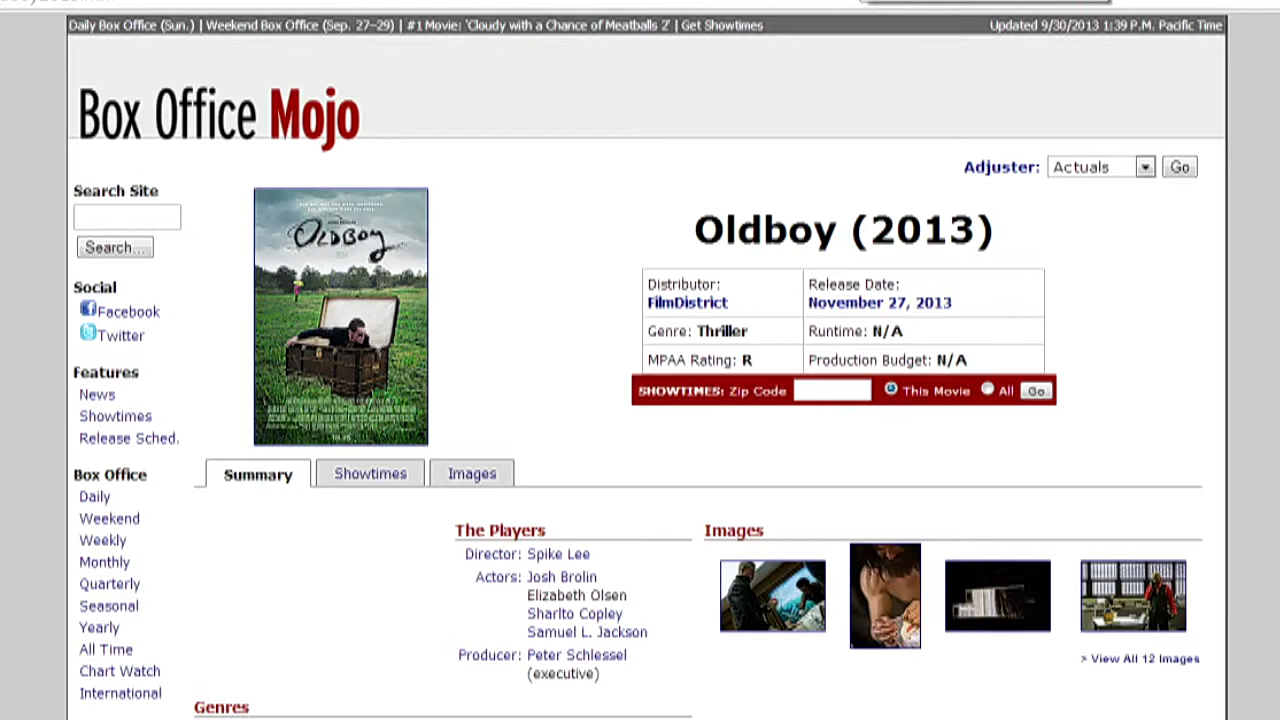 Daily Box Office (Sun.) | Weekend Box Office (Sep. 27–29) | #1 Movie: 'Cloudy with a Chance of Meatballs 2' | Get Showtimes
Updated 9/30/2013 1:39 P.M. Pacific Time
Box Office Mojo
Adjuster: Actuals Go
Search Site
Search...
Social
Facebook
Twitter
Features
News
Showtimes
Release Sched.
Box Office
Daily
Weekend
Weekly
Monthly
Quarterly
Seasonal
Yearly
All Time
Chart Watch
International
OLDBOY
Oldboy (2013)
Distributor: Release Date:
FilmDistrict November 27, 2013
Genre: Thriller Runtime: N/A
MPAA Rating: R Production Budget: N/A
SHOWTIMES: Zip Code This Movie All Go
Summary Showtimes Images
The Players
Director: Spike Lee
Actors: Josh Brolin
Elizabeth Olsen
Sharlto Copley
Samuel L. Jackson
Producer: Peter Schlessel
(executive)
Images
> View All 12 Images
Genres